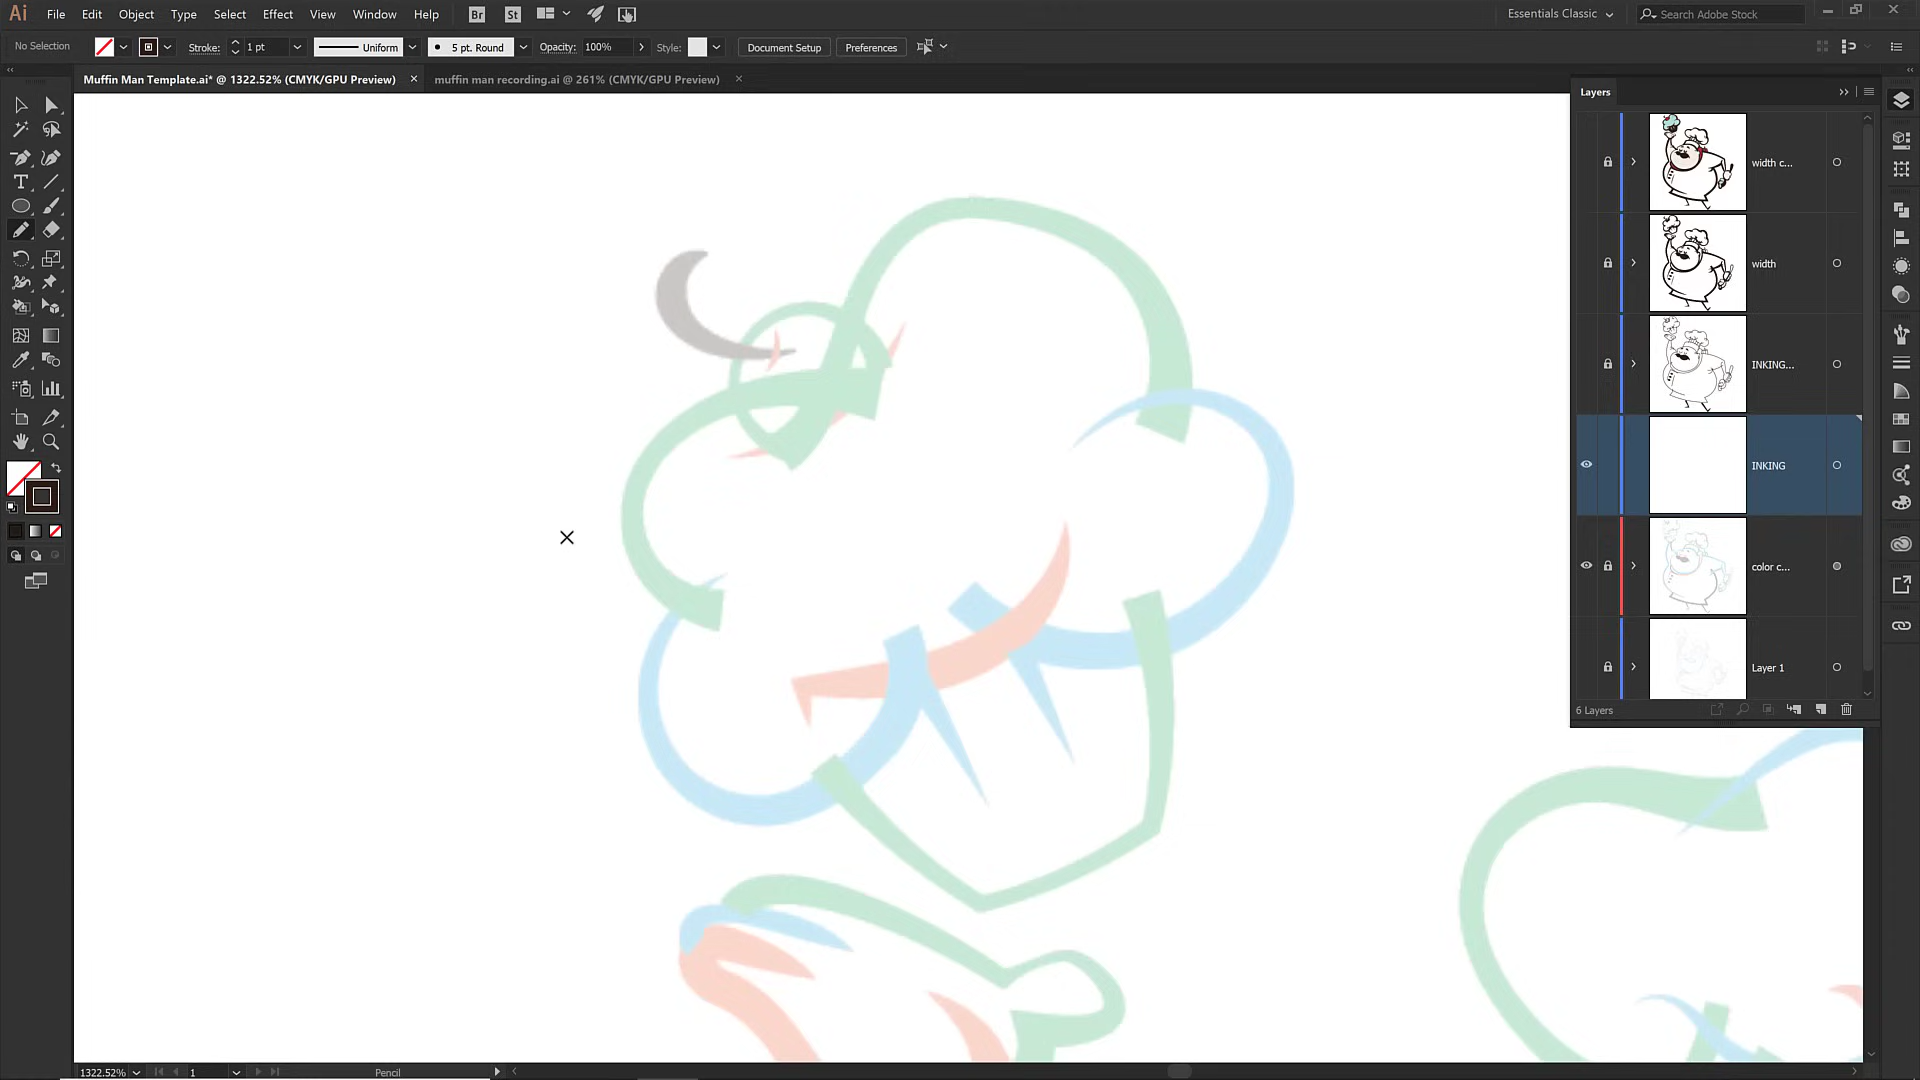 Ai File Edit Object Type Select Effect View Window Help Br St Essentials Classic Search Adobe Stock
No Selection Stroke: 1 pt Uniform 5 pt. Round Opacity: 100% Style: Document Setup Preferences
Muffin Man Template.ai* @ 1322.52% (CMYK/GPU Preview) muffin man recording.ai @ 261% (CMYK/GPU Preview)
Layers
width c...
width
INKING...
INKING
color c...
Layer 1
6 Layers
1322.52% 1 Pencil